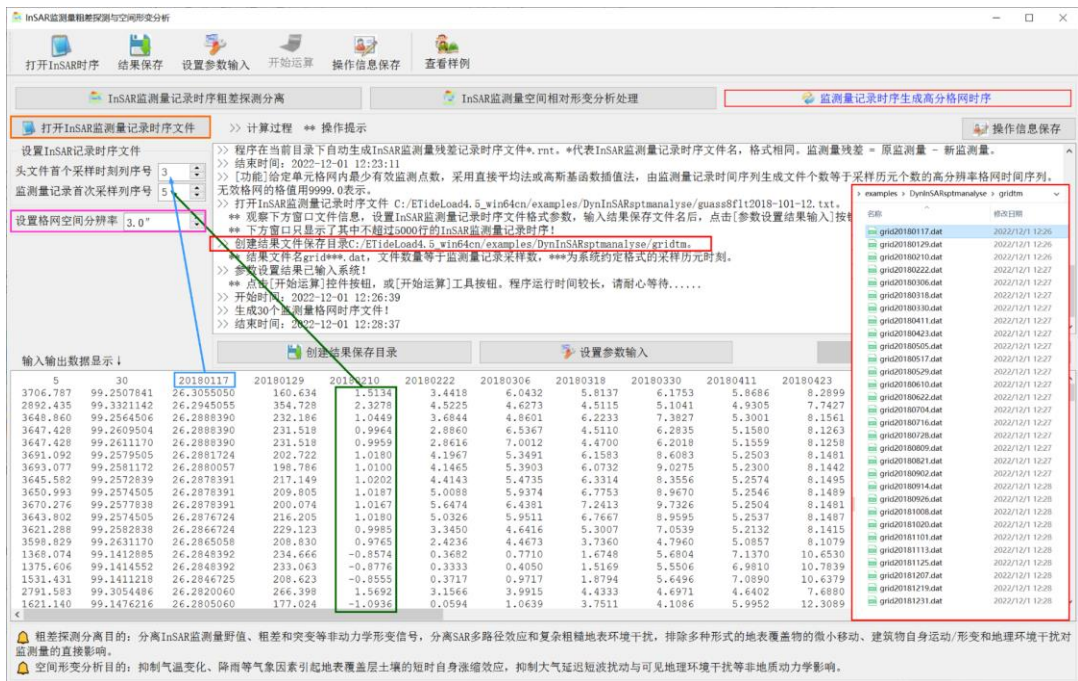 InSAR监测量粗差探测与空间形变分析
打开InSAR时序 结果保存 设置参数输入 开始运算 操作信息保存 查看样例
InSAR监测量记录时序粗差探测分离 InSAR监测量空间相对形变分析处理 监测量记录时序生成高分格网时序
打开InSAR监测量记录时序文件 >> 计算过程 ** 操作提示 操作信息保存
设置InSAR记录时序文件
头文件首个采样时刻列序号 3
监测量记录首次采样列序号 5
设置格网空间分辨率 3.0"
>> 程序在当前目录下自动生成InSAR监测量残差记录时序文件*.rnt。*代表InSAR监测量记录时序文件名，格式相同。监测量残差 = 原监测量 - 新监测量。
>> 结束时间：2022-12-01 12:23:11
>> [功能]给定单元格网内最少有效监测点数，采用直接平均法或高斯基函数插值法，由监测量记录时间序列生成文件个数等于采样历元个数的高分辨率格网时间序列。
无效格网的格值用9999.0表示。
>> 打开InSAR监测量记录时序文件 C:/ETideLoad4.5_win64cn/examples/DynInSARsptmanalyse/guass8flt2018-101-12.txt。
** 观察下方窗口文件信息，设置InSAR监测量记录时序文件格式参数，输入结果保存文件名后，点击[参数设置结果输入]按
** 下方窗口只显示了其中不超过5000行的InSAR监测量记录时序！
>> 创建结果文件保存目录C:/ETideLoad4.5_win64cn/examples/DynInSARsptmanalyse/gridtm。
** 结果文件名grid***.dat，文件数量等于监测量记录采样数，***为系统约定格式的采样历元时刻。
>> 参数设置结果已输入系统！
** 点击[开始运算]控件按钮，或[开始运算]工具按钮。程序运行时间较长，请耐心等待......
>> 开始时间：2022-12-01 12:26:39
>> 生成30个监测量格网时序文件！
>> 结束时间：2022-12-01 12:28:37
创建结果保存目录 设置参数输入
输入输出数据显示↓
5 30 20180117 20180129 20180210 20180222 20180306 20180318 20180330 20180411 20180423
3706.787 99.2507841 26.3055050 160.634 1.5134 3.4418 6.0432 5.8137 6.1753 5.8686 8.2899
2892.435 99.3321142 26.2945055 354.728 2.3278 4.5225 4.6273 4.5115 5.1041 4.9305 7.7427
3648.860 99.2564506 26.2888390 232.186 1.0449 3.6844 4.8601 6.2233 7.3827 5.3001 8.1561
3647.428 99.2609504 26.2888390 231.518 0.9964 2.8860 6.5367 4.5110 6.2835 5.1580 8.1263
3647.428 99.2611170 26.2888390 231.518 0.9959 2.8616 7.0012 4.4700 6.2018 5.1559 8.1258
3691.092 99.2579505 26.2881724 202.722 1.0180 4.1967 5.3491 6.1583 8.6083 5.2503 8.1481
3693.077 99.2581172 26.2880057 198.786 1.0100 4.1465 5.3903 6.0732 9.0275 5.2300 8.1442
3645.582 99.2572839 26.2878391 217.149 1.0202 4.4143 5.4735 6.3314 8.3556 5.2574 8.1495
3650.993 99.2574505 26.2878391 209.805 1.0187 5.0088 5.9374 6.7753 8.9670 5.2546 8.1489
3670.276 99.2577838 26.2878391 200.074 1.0167 5.6474 6.4381 7.2413 9.7326 5.2504 8.1481
3643.802 99.2574505 26.2876724 216.205 1.0180 5.0326 5.9511 6.7667 8.9595 5.2537 8.1487
3621.288 99.2582838 26.2866724 229.123 0.9985 3.3450 4.6416 5.3007 7.0539 5.2132 8.1415
3598.829 99.2631170 26.2865058 208.830 0.9765 2.4236 4.4673 3.7360 4.7960 5.0857 8.1079
1368.074 99.1412885 26.2848392 234.666 -0.8574 0.3682 0.7710 1.6748 5.6804 7.1370 10.6530
1375.606 99.1414552 26.2848392 233.063 -0.8776 0.3333 0.4050 1.5169 5.5506 6.9810 10.7839
1531.431 99.1411218 26.2846725 208.623 -0.8555 0.3717 0.9717 1.8794 5.6496 7.0890 10.6379
2791.583 99.3054486 26.2820060 266.398 1.5692 3.1566 3.9915 4.4333 4.6971 4.6402 7.6880
1621.140 99.1476216 26.2805060 177.024 -1.0936 0.0594 1.0639 3.7511 4.1086 5.9952 12.3089
> examples > DynInSARsptmanalyse > gridtm
名称 修改日期
grid20180117.dat 2022/12/1 12:26
grid20180129.dat 2022/12/1 12:26
grid20180210.dat 2022/12/1 12:26
grid20180222.dat 2022/12/1 12:27
grid20180306.dat 2022/12/1 12:27
grid20180318.dat 2022/12/1 12:27
grid20180330.dat 2022/12/1 12:27
grid20180411.dat 2022/12/1 12:27
grid20180423.dat 2022/12/1 12:27
grid20180505.dat 2022/12/1 12:27
grid20180517.dat 2022/12/1 12:27
grid20180529.dat 2022/12/1 12:27
grid20180610.dat 2022/12/1 12:27
grid20180622.dat 2022/12/1 12:27
grid20180704.dat 2022/12/1 12:27
grid20180716.dat 2022/12/1 12:27
grid20180728.dat 2022/12/1 12:27
grid20180809.dat 2022/12/1 12:27
grid20180821.dat 2022/12/1 12:27
grid20180902.dat 2022/12/1 12:28
grid20180914.dat 2022/12/1 12:28
grid20180926.dat 2022/12/1 12:28
grid20181008.dat 2022/12/1 12:28
grid20181020.dat 2022/12/1 12:28
grid20181101.dat 2022/12/1 12:28
grid20181113.dat 2022/12/1 12:28
grid20181125.dat 2022/12/1 12:28
grid20181207.dat 2022/12/1 12:28
grid20181219.dat 2022/12/1 12:28
grid20181231.dat 2022/12/1 12:28
粗差探测分离目的：分离InSAR监测量野值、粗差和突变等非动力学形变信号，分离SAR多路径效应和复杂粗糙地表环境干扰，排除多种形式的地表覆盖物的微小移动、建筑物自身运动/形变和地理环境干扰对
监测量的直接影响。
空间形变分析目的：抑制气温变化、降雨等气象因素引起地表覆盖层土壤的短时自身涨缩效应，抑制大气延迟短波扰动与可见地理环境干扰等非地质动力学影响。